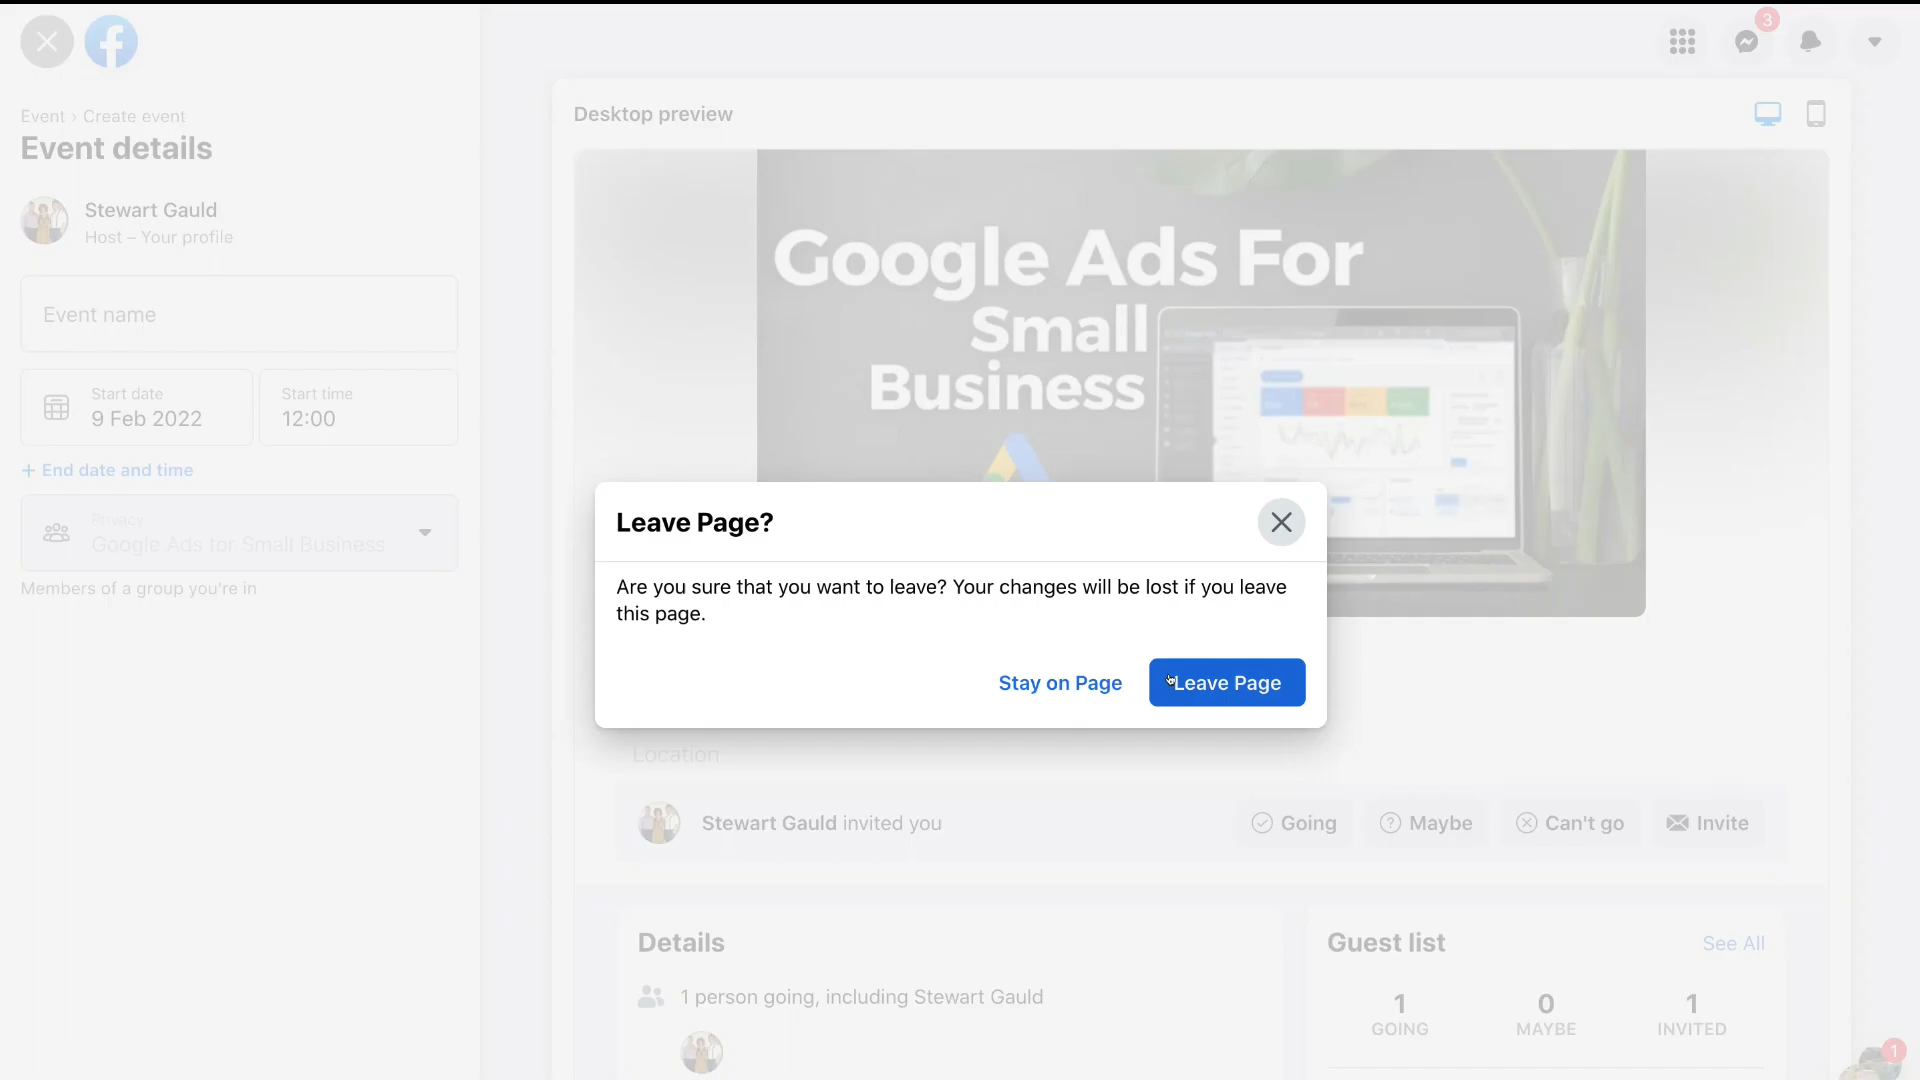 3
Event › Create event
Event details
Stewart Gauld
Host – Your profile
Event name
Start date
9 Feb 2022
Start time
12:00
+ End date and time
Privacy
Google Ads for Small Business
Members of a group you're in
Desktop preview
Google Ads For
Small
Business
Leave Page?
Are you sure that you want to leave? Your changes will be lost if you leave
this page.
Stay on Page
Leave Page
Location
Stewart Gauld invited you
Going
Maybe
Can't go
Invite
Details
1 person going, including Stewart Gauld
Guest list
See All
1
GOING
0
MAYBE
1
INVITED
1